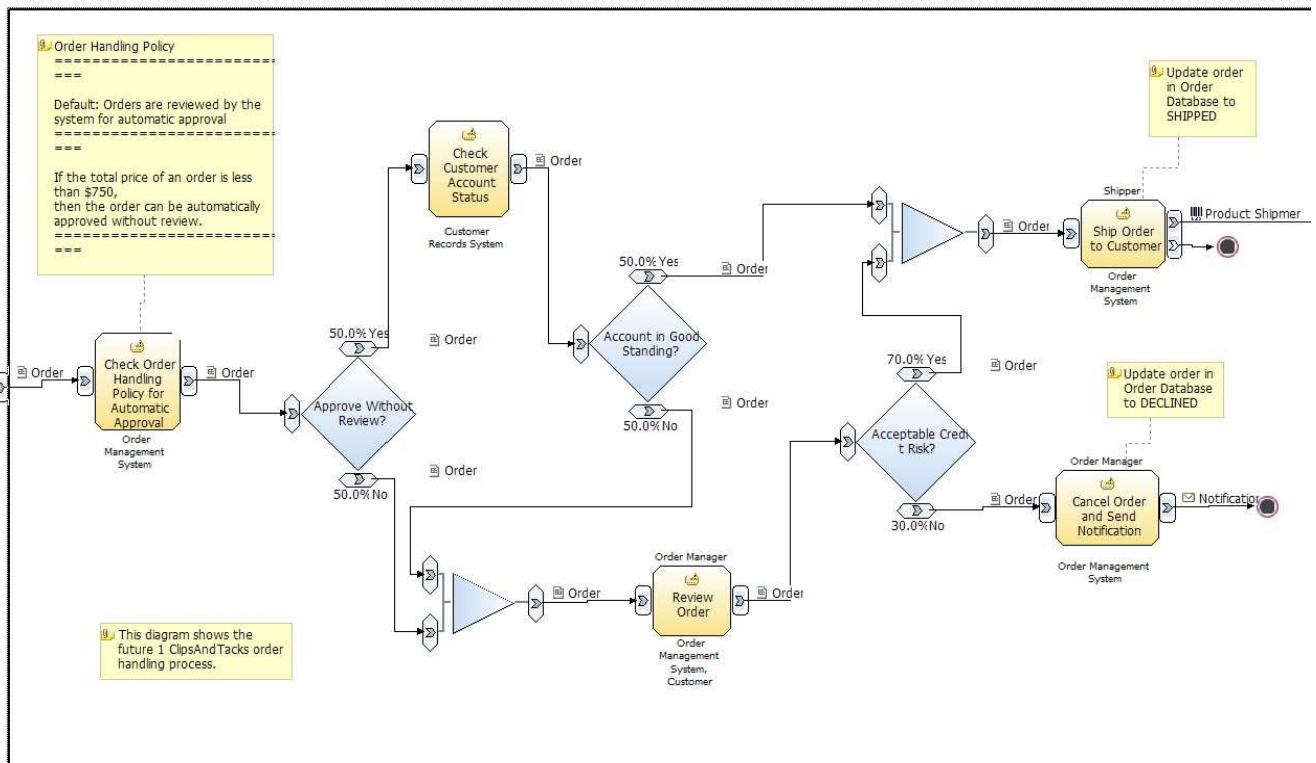 Order Handling Policy
=========================
===
Default: Orders are reviewed by the
system for automatic approval
=========================
===
If the total price of an order is less
than $750,
then the order can be automatically
approved without review.
=========================
===
Order
Check Order
Handling
Policy for
Automatic
Approval
Order
Management
System
Order
50.0% Yes
Order
Approve Without
Review?
50.0% No
Order
Check
Customer
Account
Status
Customer
Records System
Order
50.0% Yes
Order
Account in Good
Standing?
50.0% No
Order
Order
Order Manager
Review
Order
Order
Management
System,
Customer
Order
70.0% Yes
Order
Acceptable Credi
t Risk?
30.0% No
Order
Update order
in Order
Database to
SHIPPED
Order
Shipper
Ship Order
to Customer
Order
Management
System
Product Shipmer
Update order in
Order Database
to DECLINED
Order Manager
Cancel Order
and Send
Notification
Order Management
System
Notification
This diagram shows the
future 1 ClipsAndTacks order
handling process.